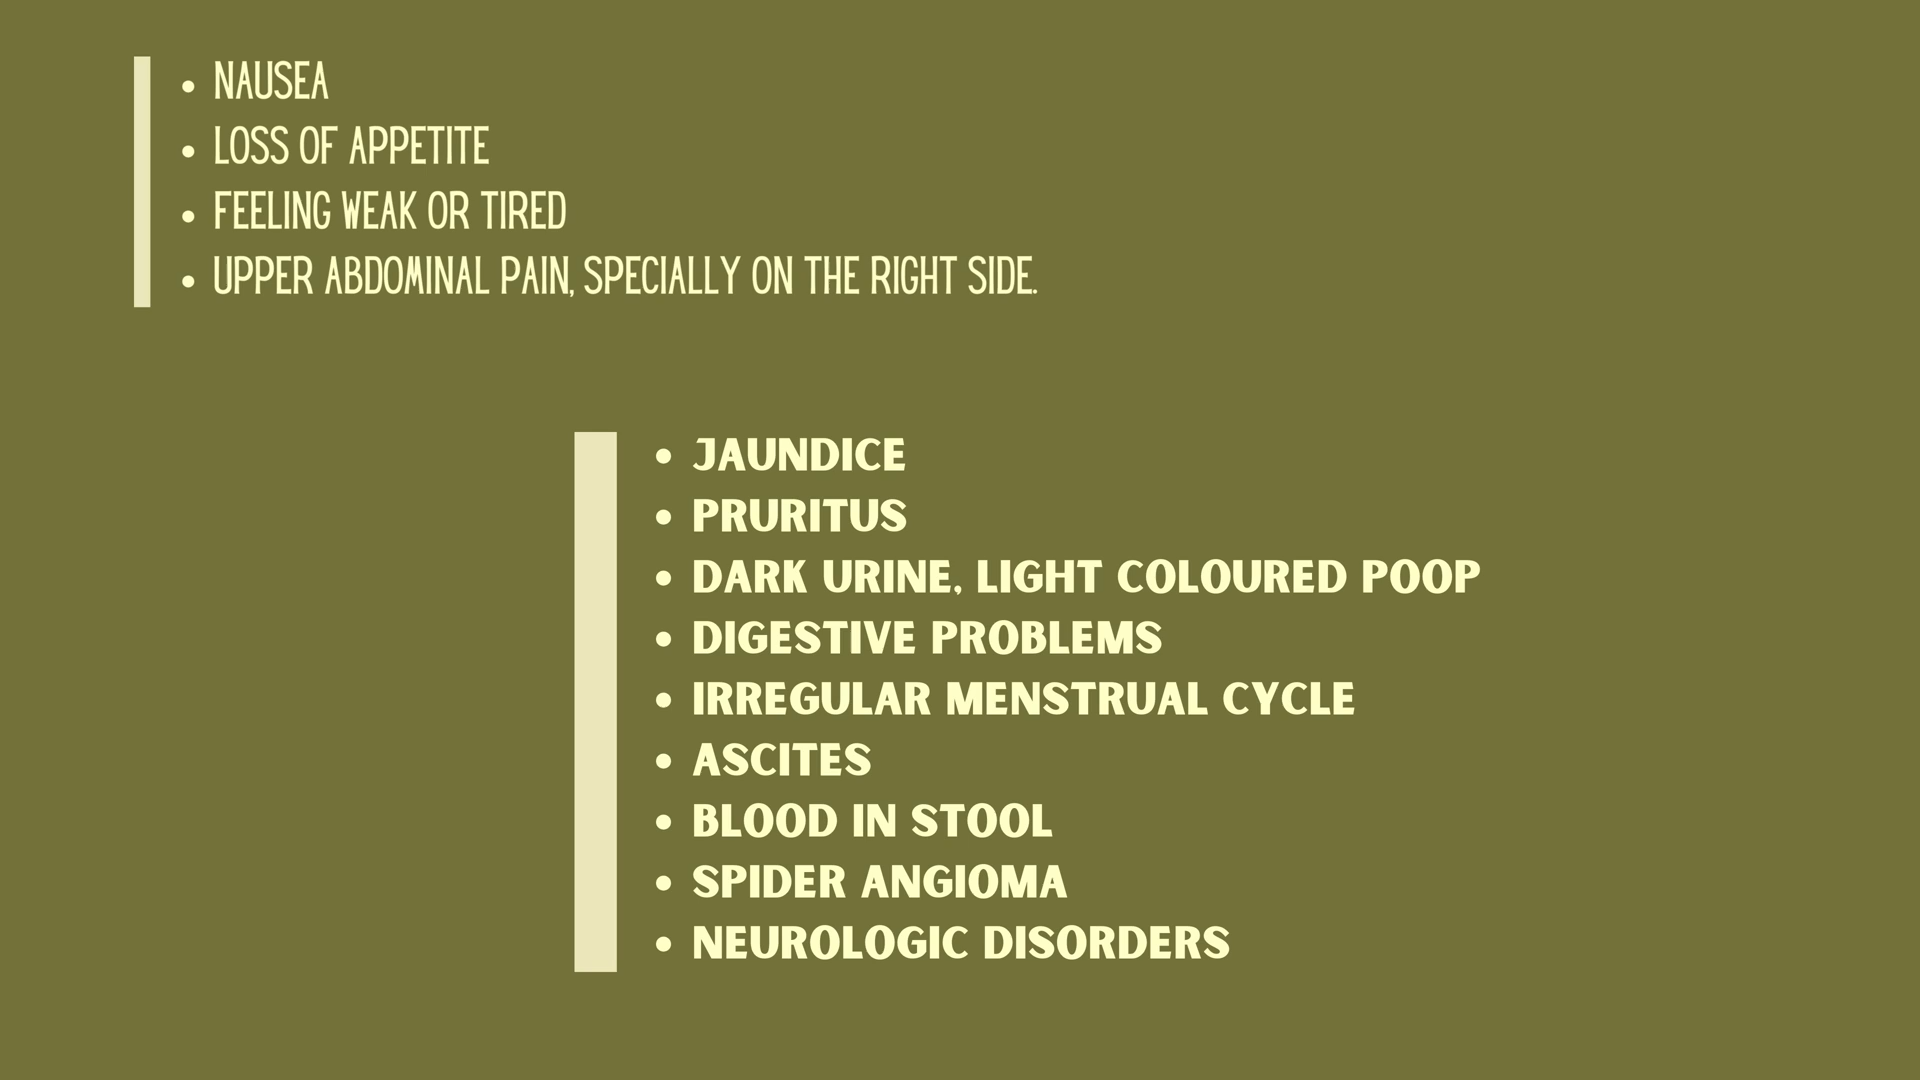 • NAUSEA
• LOSS OF APPETITE
• FEELING WEAK OR TIRED
• UPPER ABDOMINAL PAIN, SPECIALLY ON THE RIGHT SIDE.
• JAUNDICE
• PRURITUS
• DARK URINE, LIGHT COLOURED POOP
• DIGESTIVE PROBLEMS
• IRREGULAR MENSTRUAL CYCLE
• ASCITES
• BLOOD IN STOOL
• SPIDER ANGIOMA
• NEUROLOGIC DISORDERS